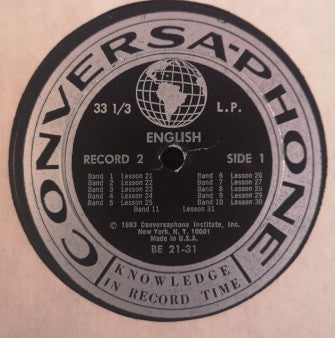 CONVERSA-PHONE
33 1/3 L.P.
ENGLISH
RECORD 2 SIDE 1
Band 1 Lesson 21 Band 6 Lesson 26
Band 2 Lesson 22 Band 7 Lesson 27
Band 3 Lesson 23 Band 8 Lesson 28
Band 4 Lesson 24 Band 9 Lesson 29
Band 5 Lesson 25 Band 10 Lesson 30
Band 11 Lesson 31
© 1963 Conversaphone Institute, Inc.
New York, N. Y. 10001
Made in U.S.A.
BE 21-31
KNOWLEDGE
IN RECORD TIME